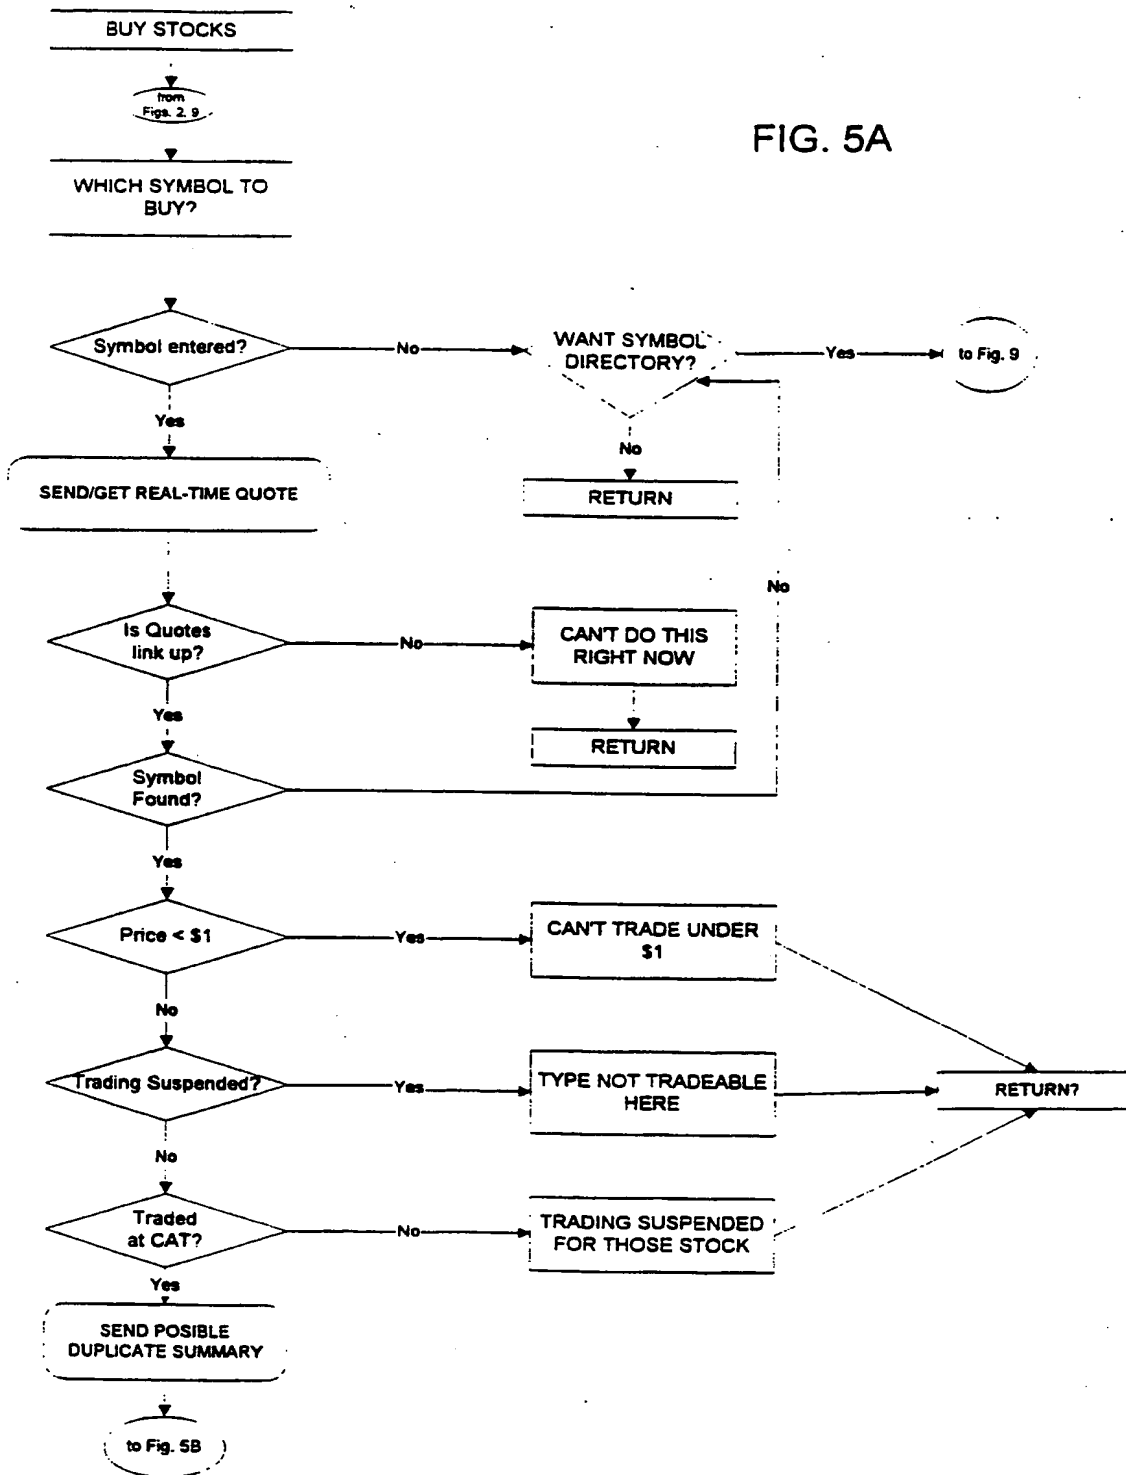 BUY STOCKS
from
Figs. 2, 9
FIG. 5A
WHICH SYMBOL TO
BUY?
Symbol entered?
No
WANT SYMBOL
DIRECTORY?
Yes
to Fig. 9
Yes
No
SEND/GET REAL-TIME QUOTE
RETURN
No
Is Quotes
link up?
No
CAN'T DO THIS
RIGHT NOW
Yes
RETURN
Symbol
Found?
Yes
Price < $1
Yes
CAN'T TRADE UNDER
$1
No
Trading Suspended?
Yes
TYPE NOT TRADEABLE
HERE
RETURN?
No
Traded
at CAT?
No
TRADING SUSPENDED
FOR THOSE STOCK
Yes
SEND POSIBLE
DUPLICATE SUMMARY
to Fig. 5B